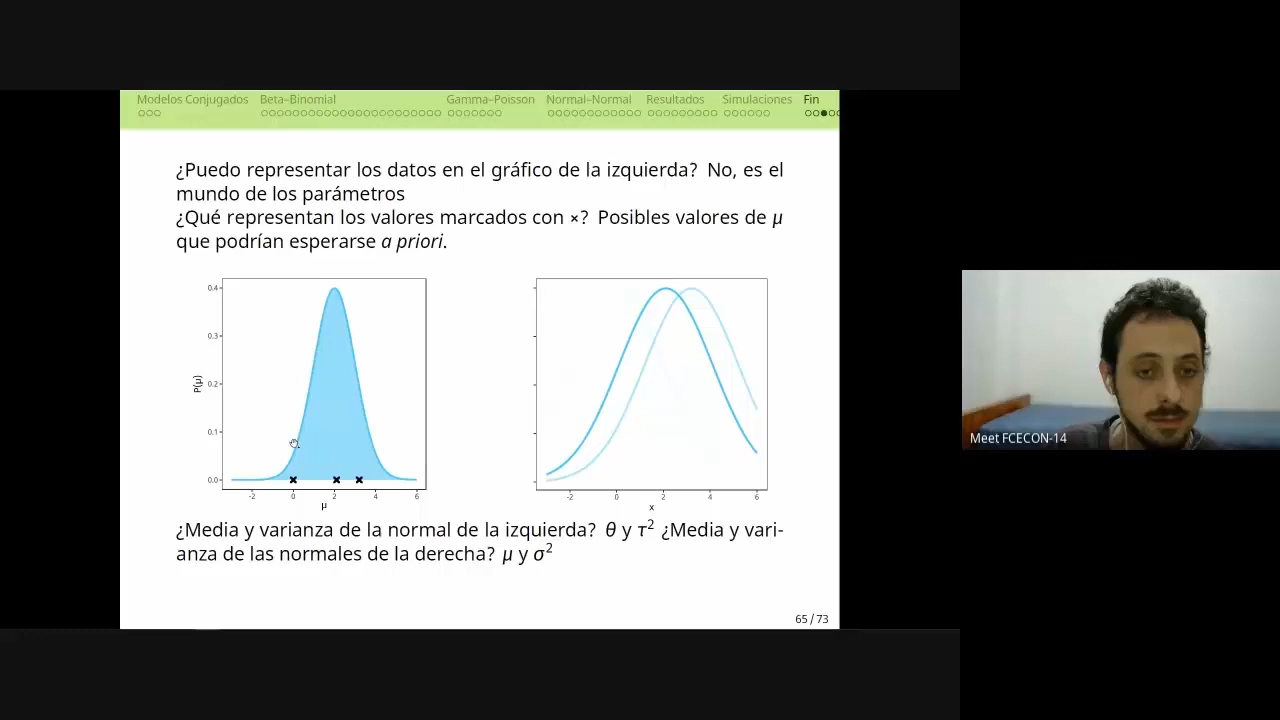 Modelos Conjugados Beta–Binomial Gamma–Poisson Normal–Normal Resultados Simulaciones Fin
¿Puedo representar los datos en el gráfico de la izquierda? No, es el
mundo de los parámetros
¿Qué representan los valores marcados con ×? Posibles valores de μ
que podrían esperarse a priori.
0.4
0.3
0.2
0.1
0.0
P(μ)
-2 0 2 4 6
μ
-2 0 2 4 6
x
¿Media y varianza de la normal de la izquierda? θ y τ² ¿Media y vari-
anza de las normales de la derecha? μ y σ²
65 / 73
Meet FCECON-14